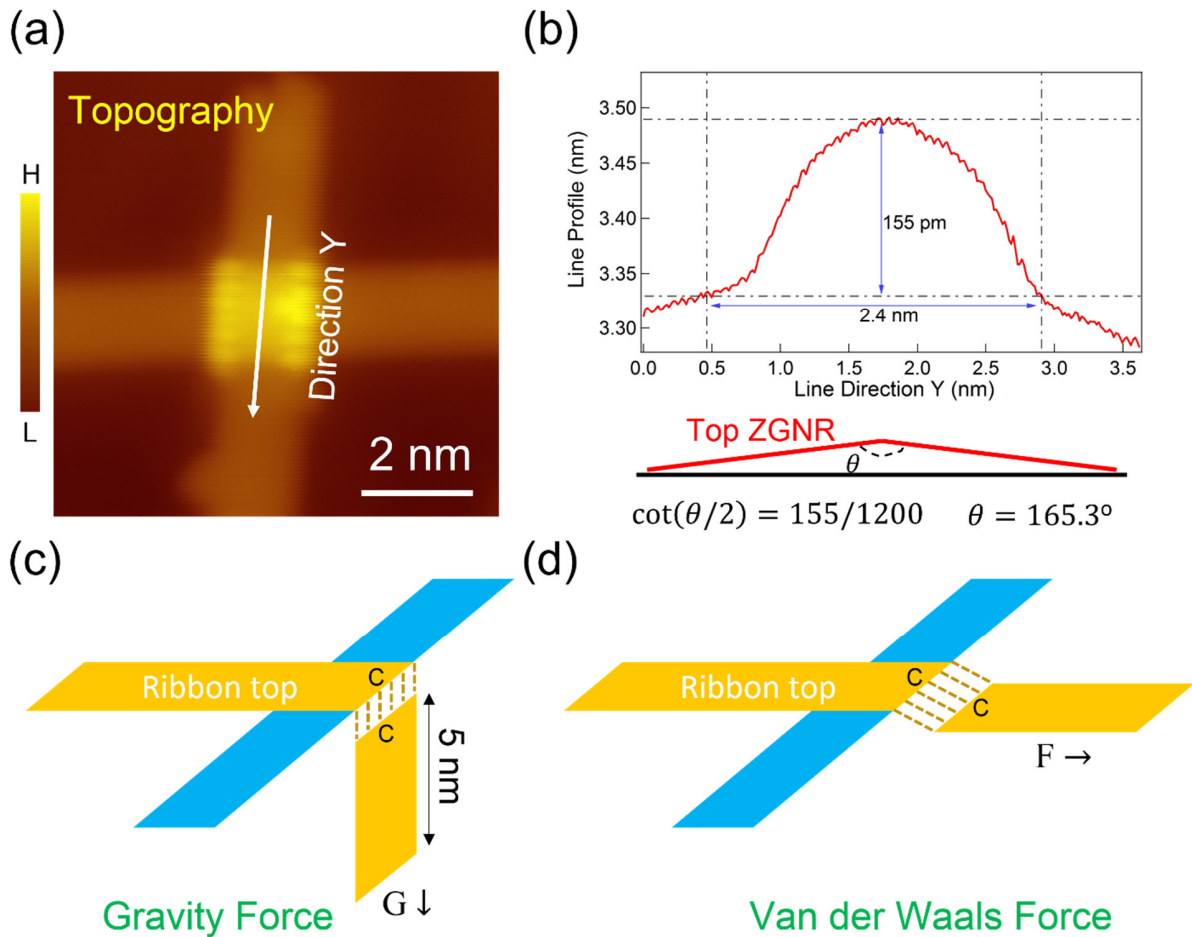 (a)
Topography
H
L
Direction Y
2 nm
(b)
Line Profile (nm)
3.50
3.45
3.40
3.35
3.30
155 pm
2.4 nm
0.0 0.5 1.0 1.5 2.0 2.5 3.0 3.5
Line Direction Y (nm)
Top ZGNR
θ
cot(θ/2) = 155/1200 θ = 165.3º
(c)
Ribbon top
C
C
5 nm
G ↓
Gravity Force
(d)
Ribbon top
C
C
F →
Van der Waals Force